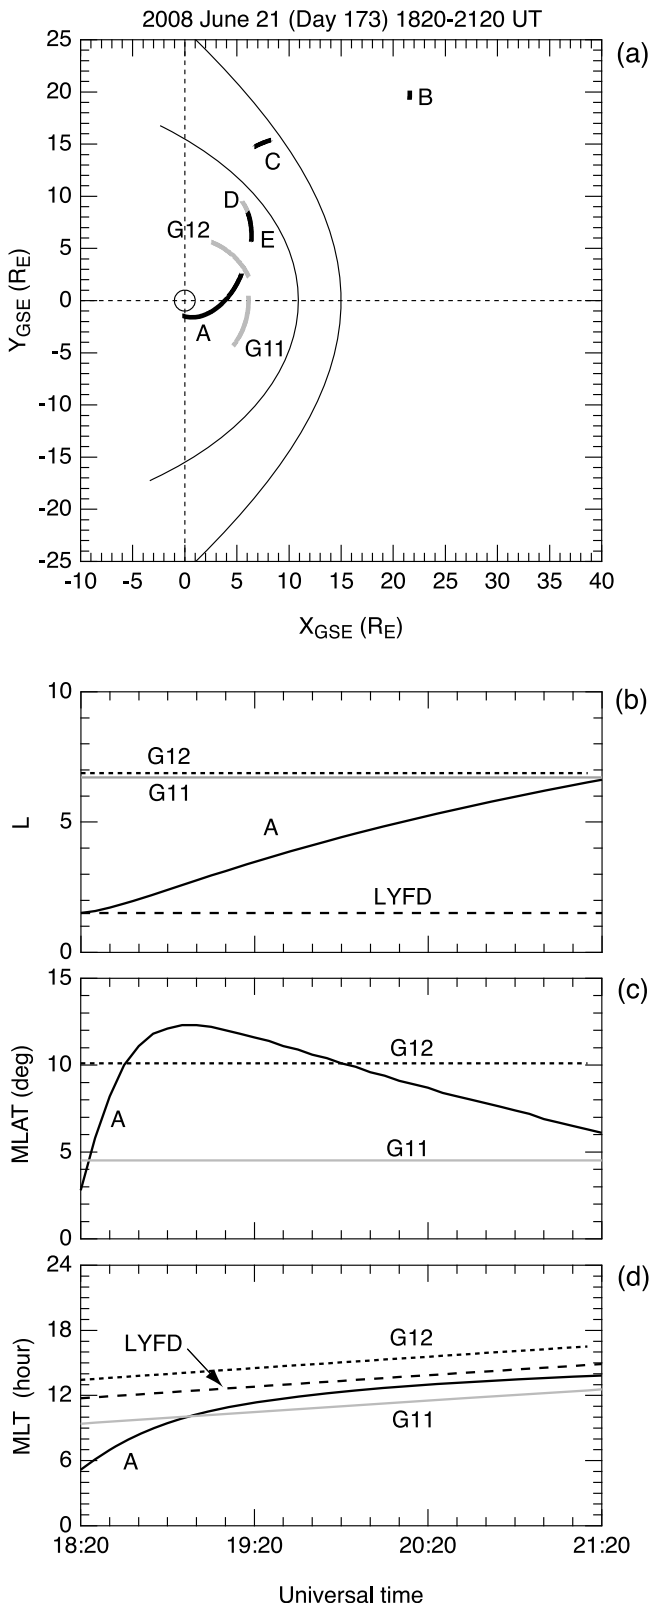 2008 June 21 (Day 173) 1820-2120 UT
(a)
25
20
15
10
5
0
-5
-10
-15
-20
-25
Y_GSE (R_E)
B
C
D
G12
E
A
G11
-10 -5 0 5 10 15 20 25 30 35 40
X_GSE (R_E)
(b)
10
5
0
L
G12
G11
A
LYFD
(c)
15
10
5
0
MLAT (deg)
G12
A
G11
(d)
24
18
12
6
0
MLT (hour)
LYFD
G12
G11
A
18:20 19:20 20:20 21:20
Universal time